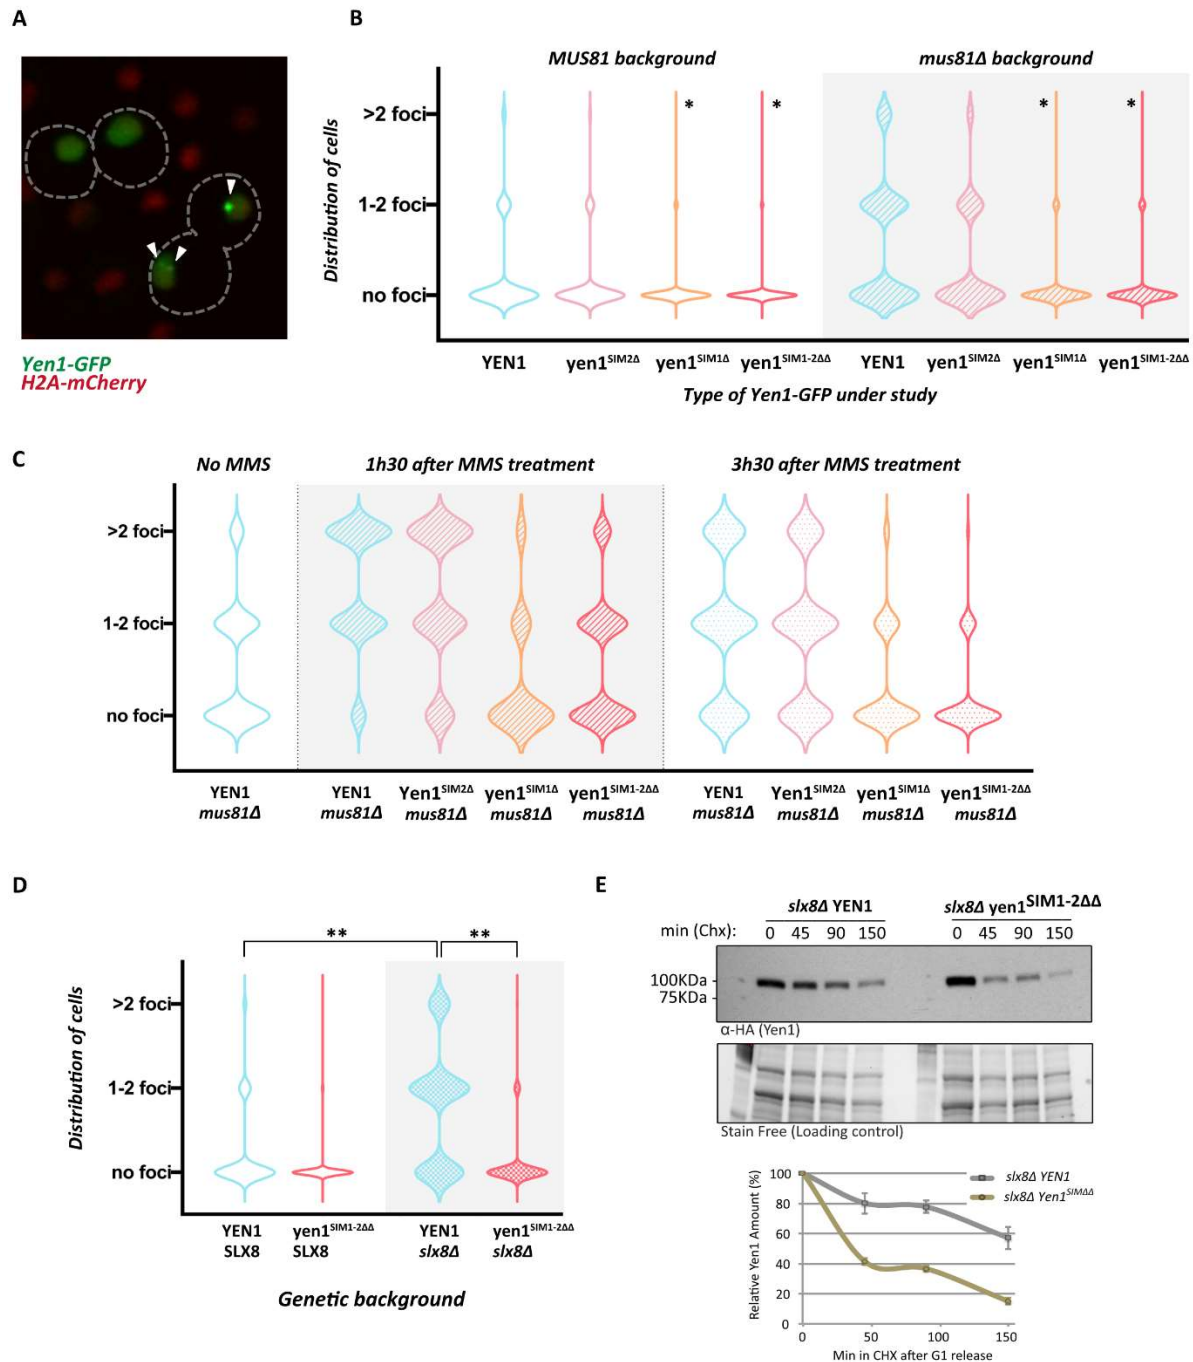 A
Yen1-GFP
H2A-mCherry
B
MUS81 background
mus81Δ background
Distribution of cells
>2 foci
1-2 foci
no foci
* * * *
YEN1 yen1SIM2Δ yen1SIM1Δ yen1SIM1-2ΔΔ YEN1 yen1SIM2Δ yen1SIM1Δ yen1SIM1-2ΔΔ
Type of Yen1-GFP under study
C
No MMS
1h30 after MMS treatment
3h30 after MMS treatment
>2 foci
1-2 foci
no foci
YEN1 YEN1 Yen1SIM2Δ yen1SIM1Δ yen1SIM1-2ΔΔ YEN1 Yen1SIM2Δ yen1SIM1Δ yen1SIM1-2ΔΔ
mus81Δ mus81Δ mus81Δ mus81Δ mus81Δ mus81Δ mus81Δ mus81Δ mus81Δ
D
** **
Distribution of cells
>2 foci
1-2 foci
no foci
YEN1 yen1SIM1-2ΔΔ YEN1 yen1SIM1-2ΔΔ
SLX8 SLX8 slx8Δ slx8Δ
Genetic background
E
slx8Δ YEN1 slx8Δ yen1SIM1-2ΔΔ
min (Chx): 0 45 90 150 0 45 90 150
100KDa
75KDa
α-HA (Yen1)
Stain Free (Loading control)
Relative Yen1 Amount (%)
100
80
60
40
20
0
slx8Δ YEN1
slx8Δ Yen1SIMΔΔ
0 50 100 150
Min in CHX after G1 release